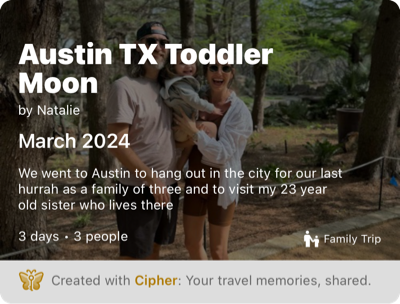 Austin TX Toddler
Moon
by Natalie
March 2024
We went to Austin to hang out in the city for our last
hurrah as a family of three and to visit my 23 year
old sister who lives there
3 days • 3 people
Family Trip
Created with Cipher: Your travel memories, shared.